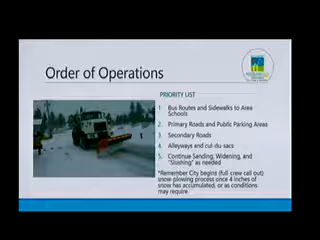 Order of Operations
PRIORITY LIST
1. Bus Routes and Sidewalks to Area
Schools
2. Primary Roads and Public Parking Areas
3. Secondary Roads
4. Alleyways and cul-du-sacs
5. Continue Sanding, Widening, and
"Slushing" as needed
*Remember City begins (full crew call out)
snow-plowing process once 4 inches of
snow has accumulated, or as conditions
may require.